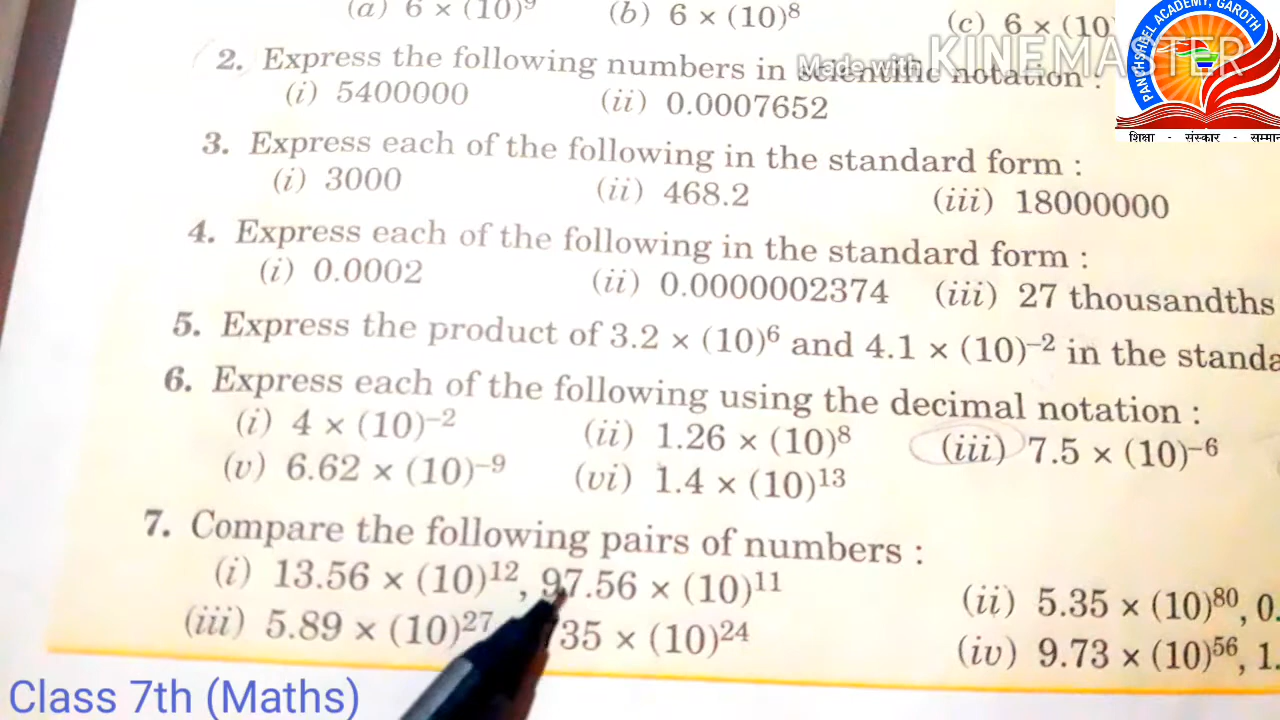 (a) 6 × (10)⁹ (b) 6 × (10)⁸ (c) 6 × (10)
2. Express the following numbers in scientific notation :
Made with KINEMASTER
PANCHSHEEL ACADEMY, GAROTH
(i) 5400000 (ii) 0.0007652
शिक्षा - संस्कार - सम्मान
3. Express each of the following in the standard form :
(i) 3000 (ii) 468.2 (iii) 18000000
4. Express each of the following in the standard form :
(i) 0.0002 (ii) 0.0000002374 (iii) 27 thousandths
5. Express the product of 3.2 × (10)⁶ and 4.1 × (10)⁻² in the standa
6. Express each of the following using the decimal notation :
(i) 4 × (10)⁻² (ii) 1.26 × (10)⁸ (iii) 7.5 × (10)⁻⁶
(v) 6.62 × (10)⁻⁹ (vi) 1.4 × (10)¹³
7. Compare the following pairs of numbers :
(i) 13.56 × (10)¹², 97.56 × (10)¹¹ (ii) 5.35 × (10)⁸⁰, 0.
(iii) 5.89 × (10)²⁷ 35 × (10)²⁴ (iv) 9.73 × (10)⁵⁶, 1.
Class 7th (Maths)